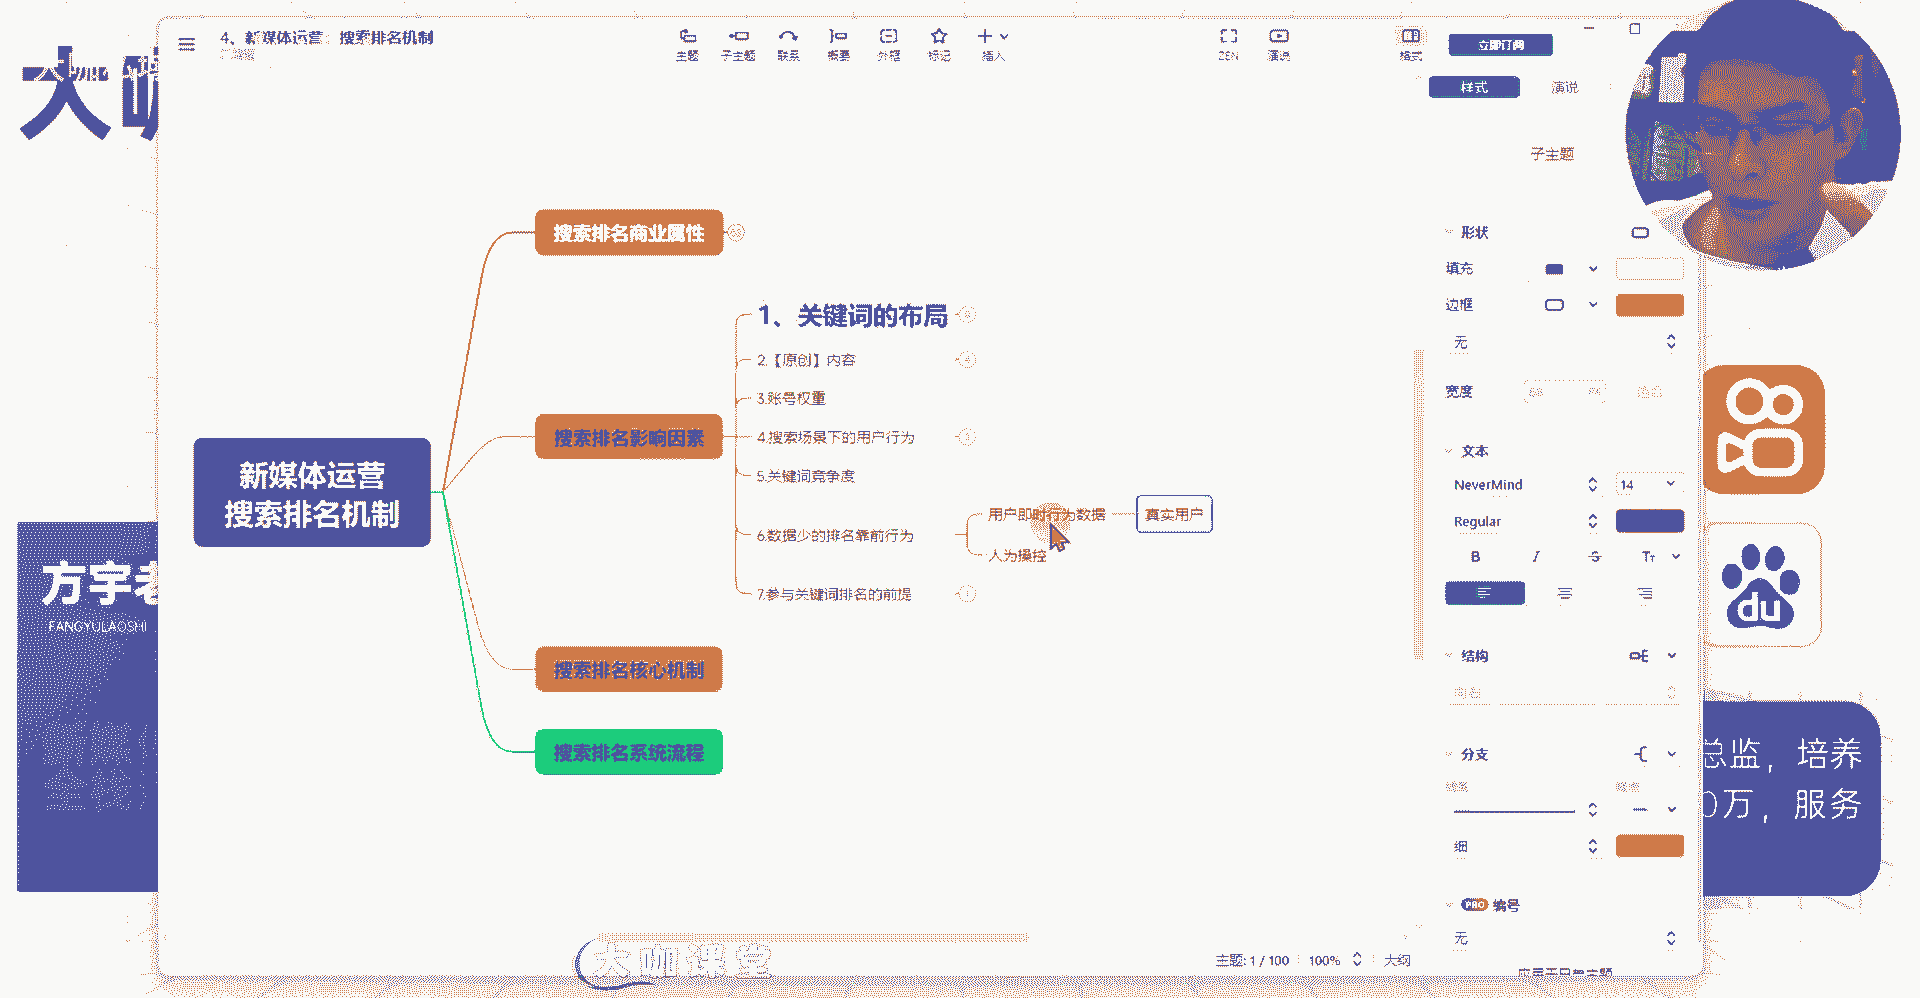 4、新媒体运营：搜索排名机制
主题
子主题
联系
概要
外框
标记
插入
ZEN
演说
格式
立即订阅
大咖
样式
演说
子主题
搜索排名商业属性
形状
填充
边框
无
1、关键词的布局
2.【原创】内容
3.账号权重
搜索排名影响因素
4.搜索场景下的用户行为
5.关键词竞争度
宽度
文本
新媒体运营
搜索排名机制
NeverMind
14
用户即时行为数据
真实用户
Regular
6.数据少的排名靠前行为
人为操控
B
I
S
TT
7.参与关键词排名的前提
方宇老
FANGYULAOSHI
du
搜索排名核心机制
结构
搜索排名系统流程
分支
总监，培养
0万，服务
细
PRO 编号
无
大咖课堂
主题: 1 / 100
100%
大纲